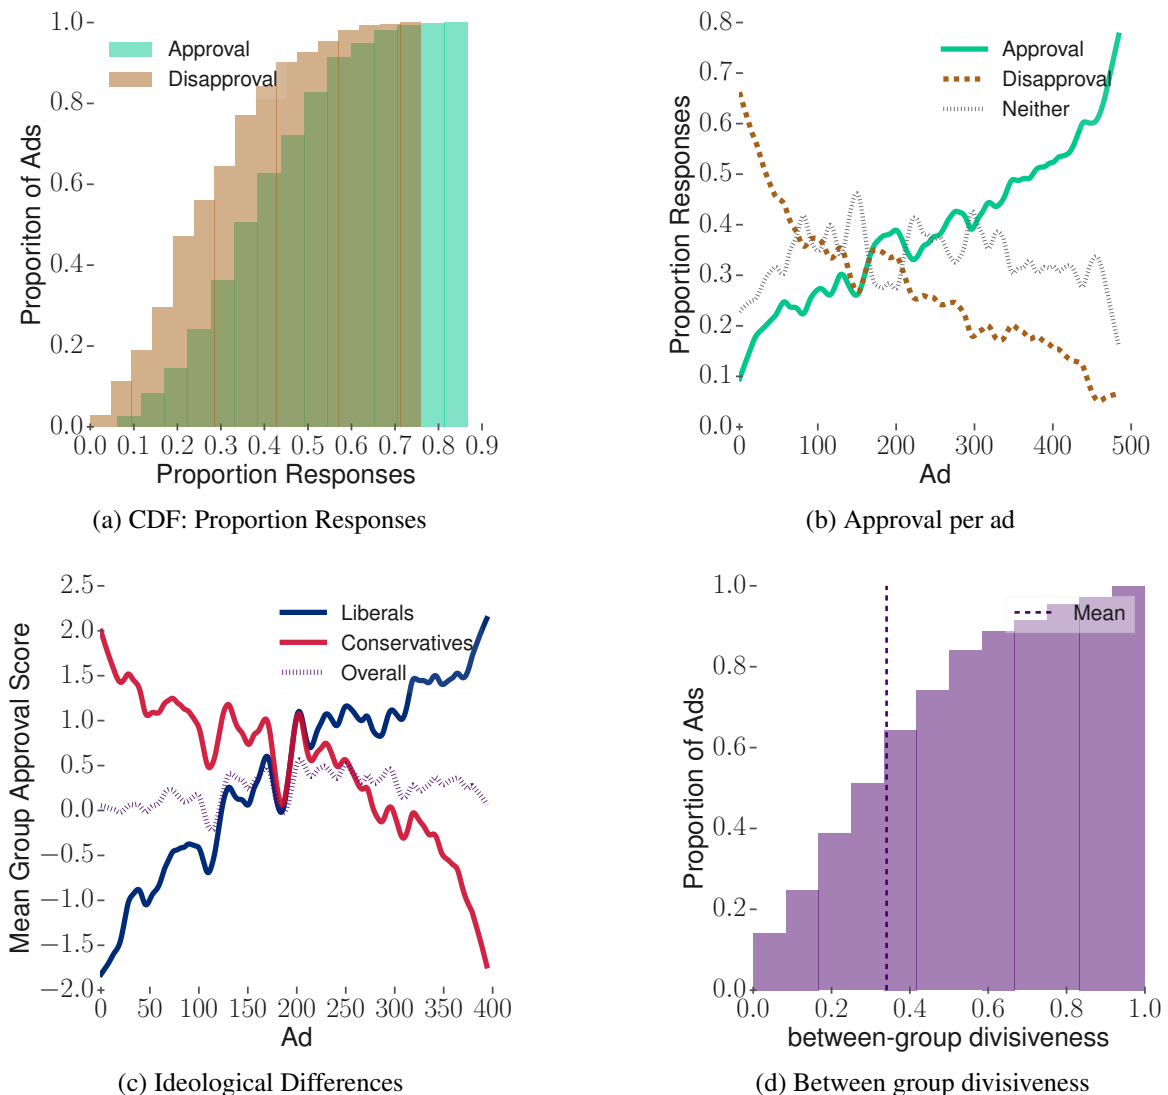 1.0
0.8
0.6
0.4
0.2
0.0
Proporiton of Ads
Approval
Disapproval
0.0 0.1 0.2 0.3 0.4 0.5 0.6 0.7 0.8 0.9
Proportion Responses
(a) CDF: Proportion Responses
0.8
0.7
0.6
0.5
0.4
0.3
0.2
0.1
0.0
Proportion Responses
Approval
Disapproval
Neither
0 100 200 300 400 500
Ad
(b) Approval per ad
2.5
2.0
1.5
1.0
0.5
0.0
−0.5
−1.0
−1.5
−2.0
Mean Group Approval Score
Liberals
Conservatives
Overall
0 50 100 150 200 250 300 350 400
Ad
(c) Ideological Differences
1.0
0.8
0.6
0.4
0.2
0.0
Proportion of Ads
Mean
0.0 0.2 0.4 0.6 0.8 1.0
between-group divisiveness
(d) Between group divisiveness